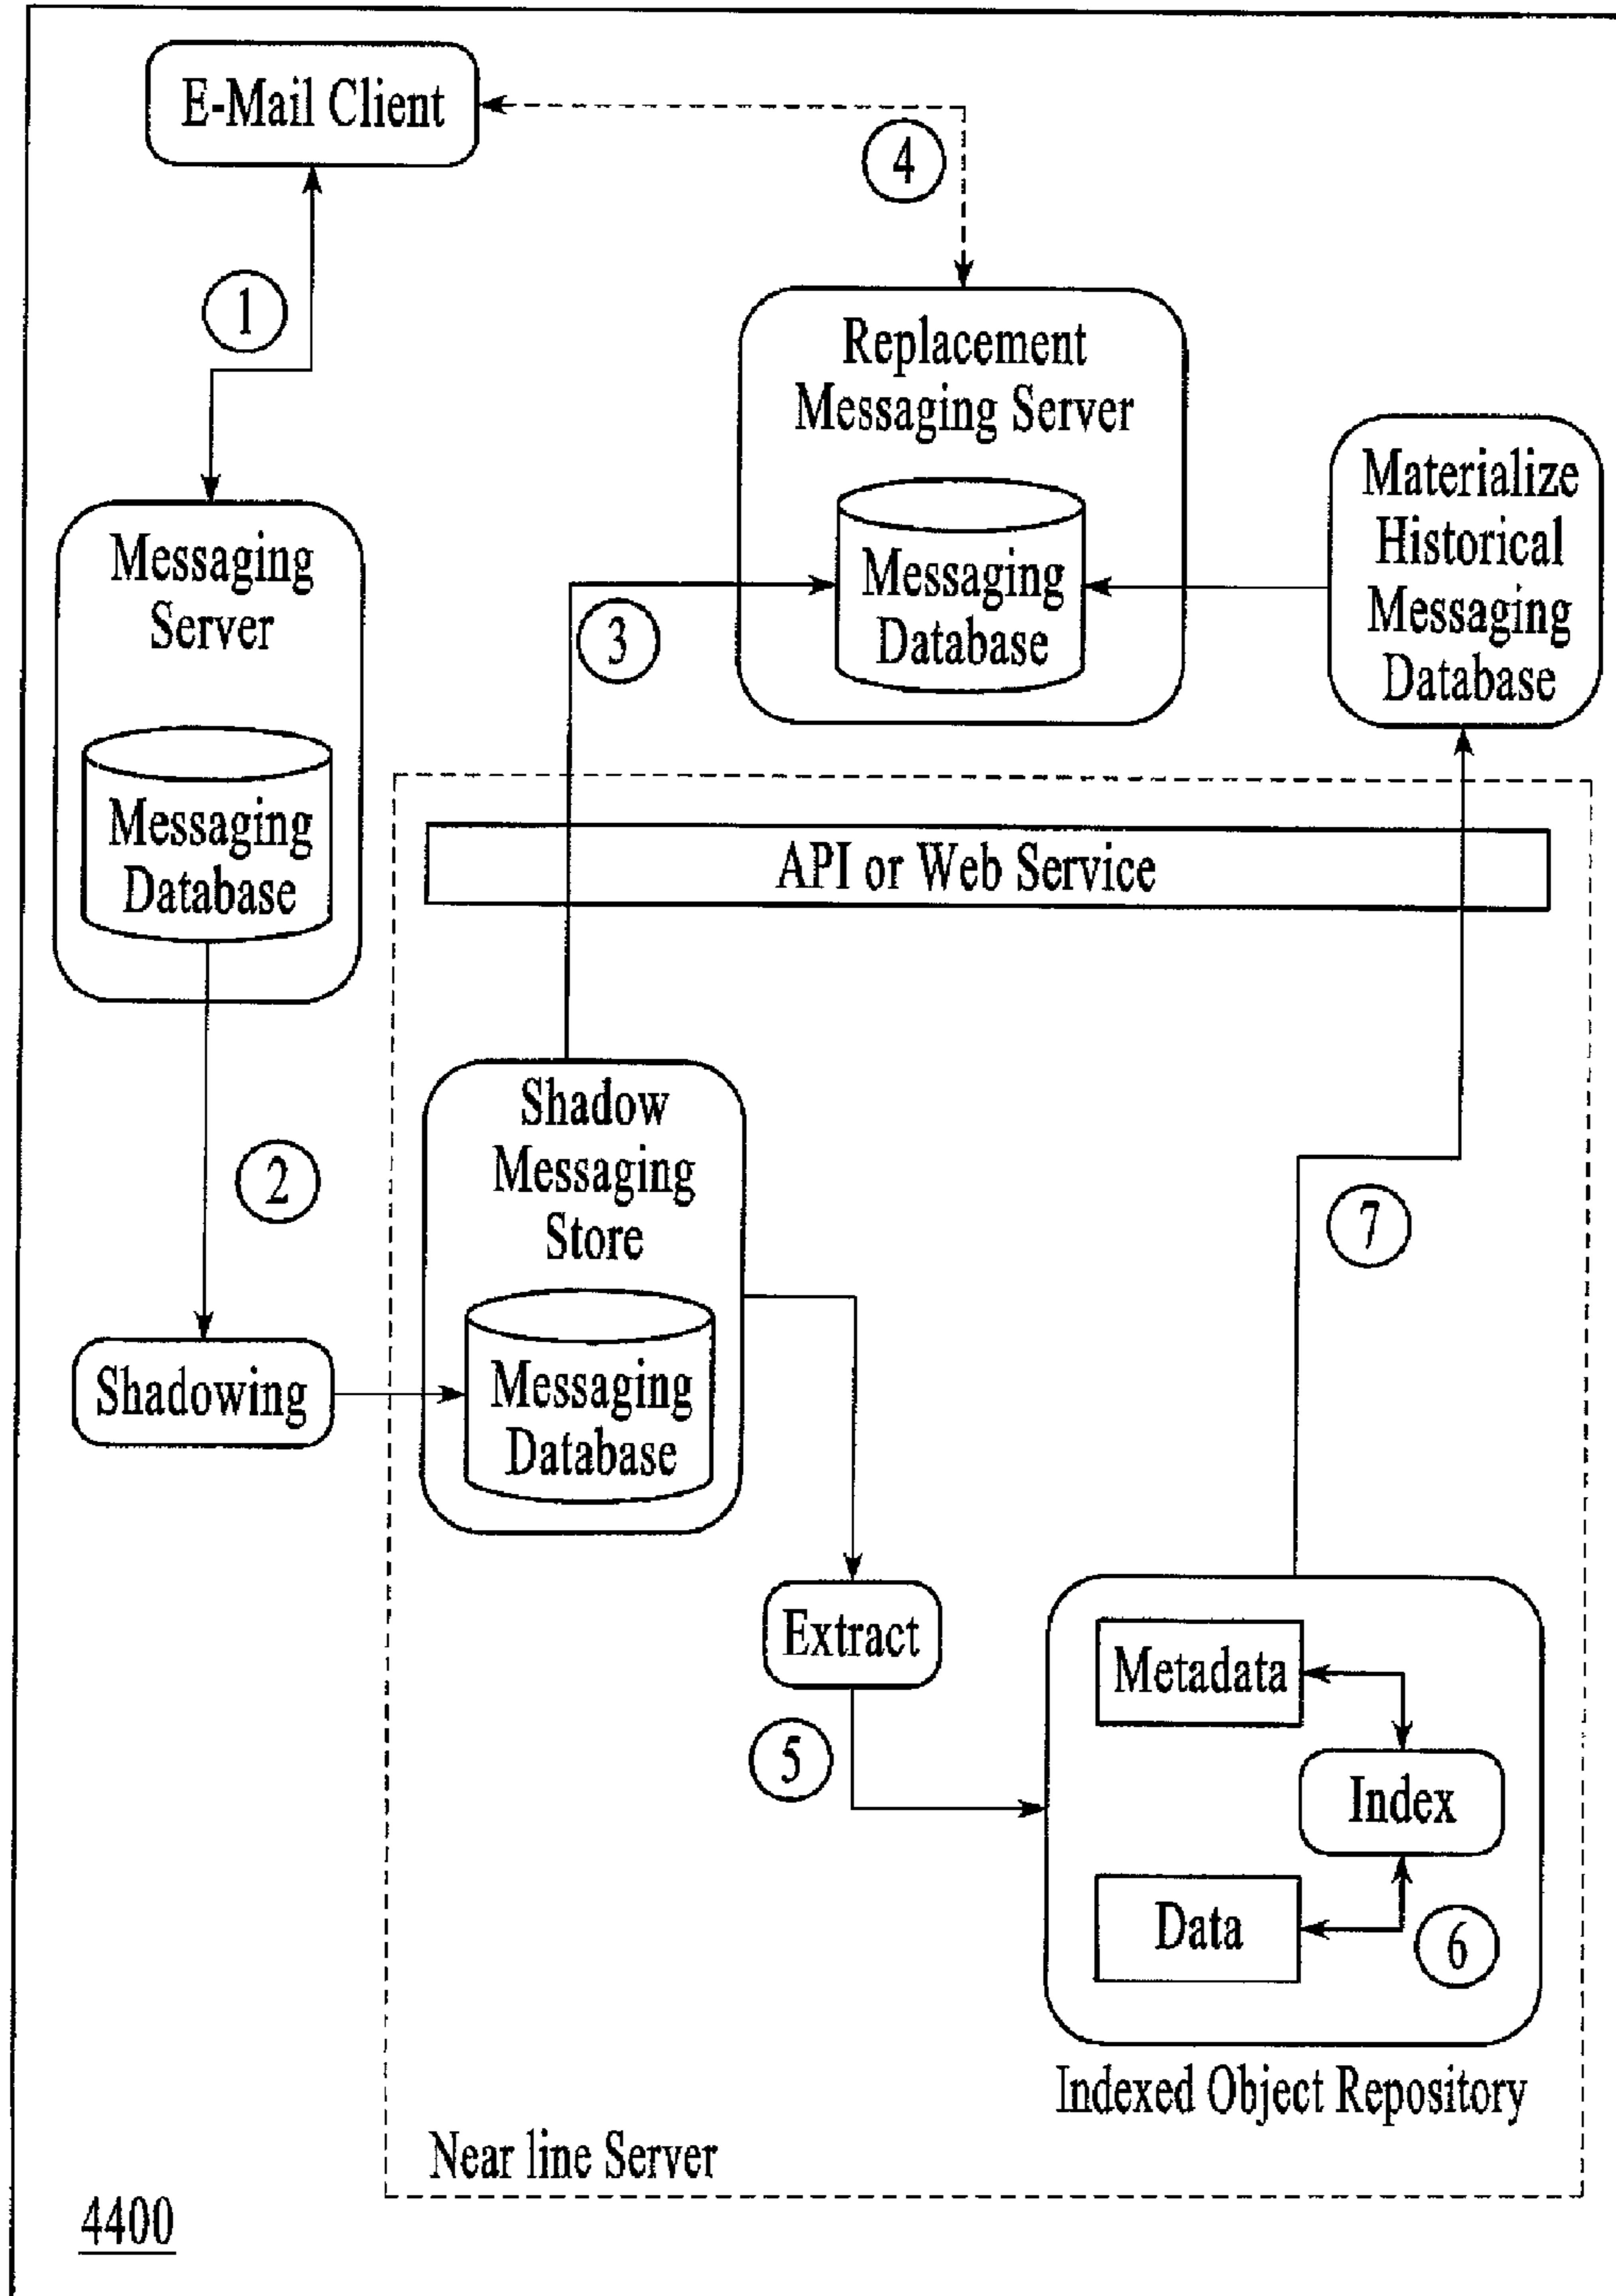 E-Mail Client
4
1
Replacement
Messaging Server
Messaging
Database
Materialize
Historical
Messaging
Database
Messaging
Server
Messaging
Database
3
API or Web Service
2
Shadow
Messaging
Store
Messaging
Database
7
Shadowing
Extract
5
Metadata
Index
Data
6
Indexed Object Repository
Near line Server
4400